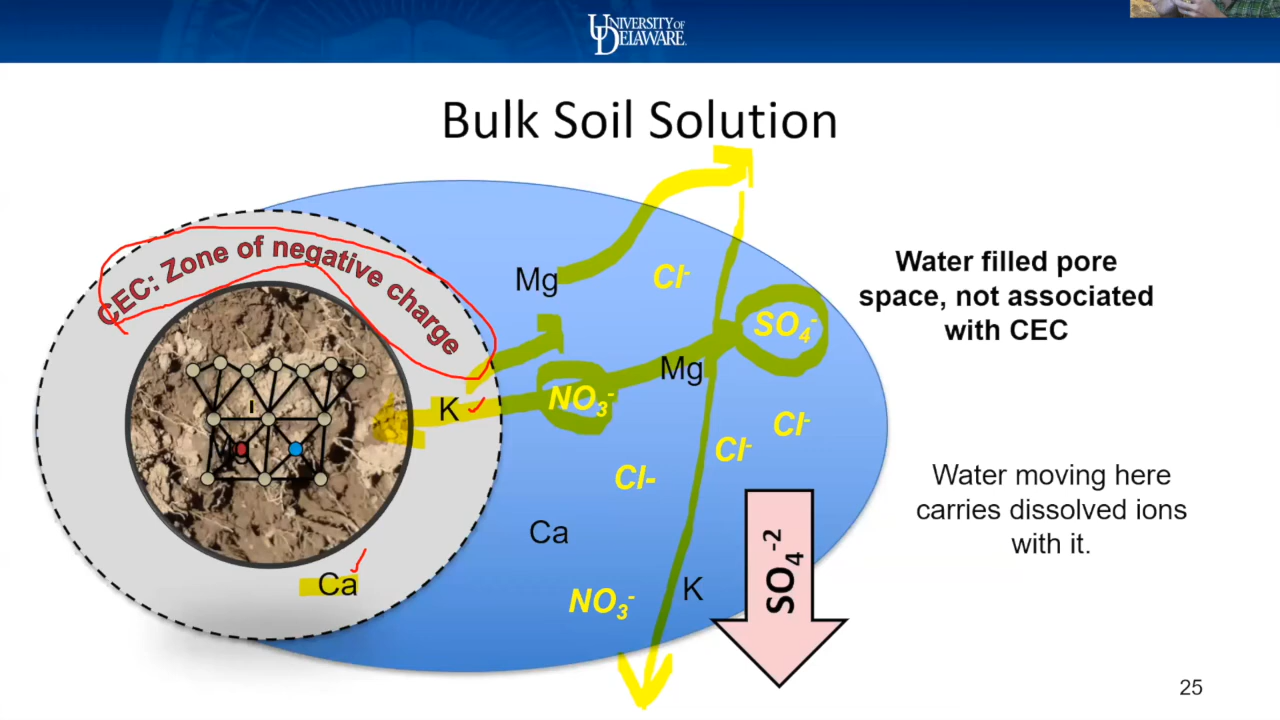 UNIVERSITY OF
DELAWARE.
Bulk Soil Solution
CEC: Zone of negative charge
Mg
Cl-
SO4-
Mg
NO3-
K
Cl-
Cl-
Cl-
Ca
Ca
NO3-
K
SO4-2
Water filled pore
space, not associated
with CEC
Water moving here
carries dissolved ions
with it.
25